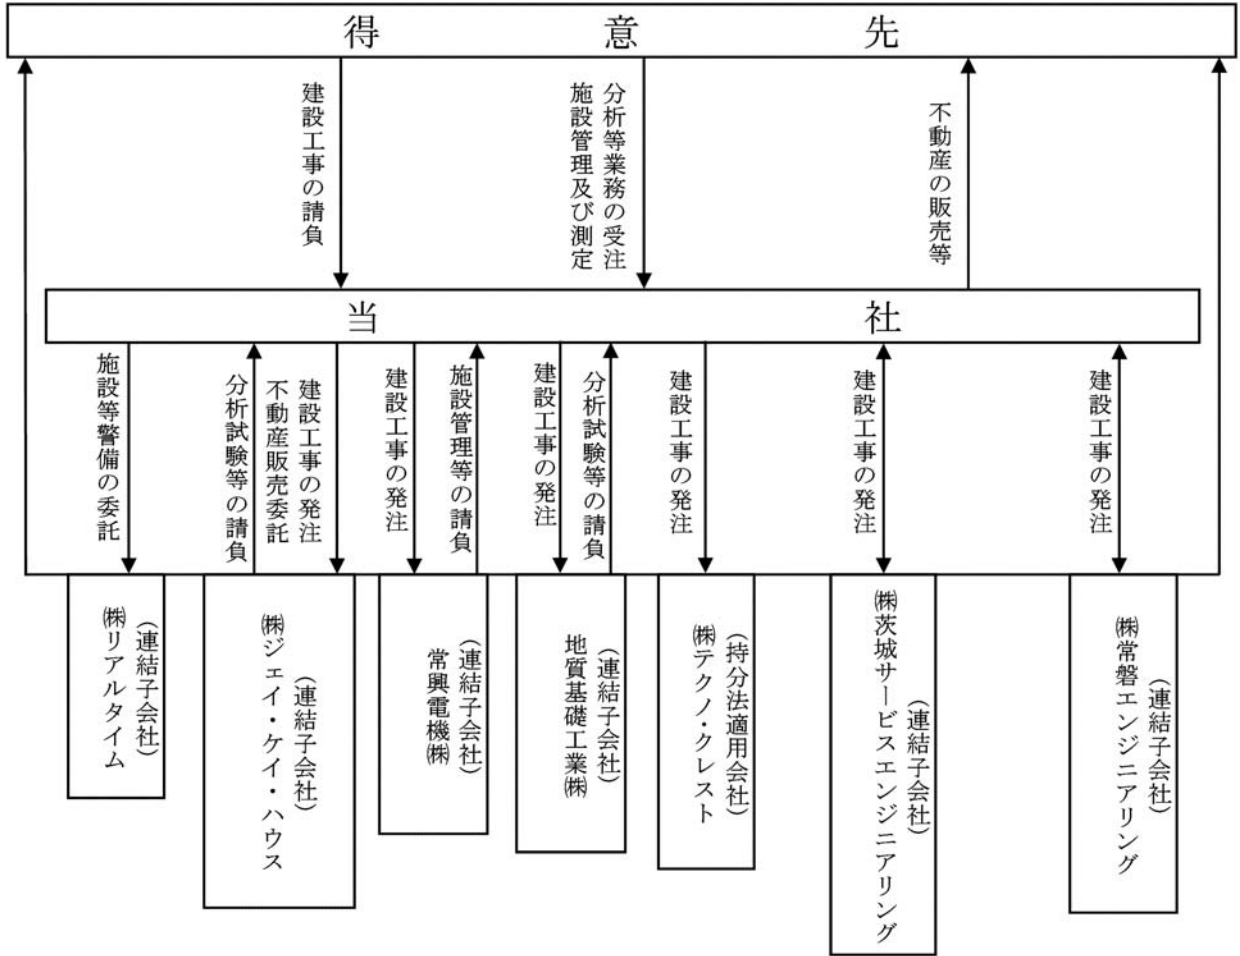 得意先
建設工事の請負
分析等業務の受注
施設管理及び測定
不動産の販売等
当社
施設等警備の委託
分析試験等の請負
建設工事の発注
不動産販売委託
建設工事の発注
施設管理等の請負
建設工事の発注
分析試験等の請負
建設工事の発注
建設工事の発注
建設工事の発注
(連結子会社)
㈱リアルタイム
(連結子会社)
㈱ジェイ・ケイ・ハウス
(連結子会社)
常興電機㈱
(連結子会社)
地質基礎工業㈱
(持分法適用会社)
㈱テクノ・クレスト
(連結子会社)
㈱茨城サービスエンジニアリング
(連結子会社)
㈱常磐エンジニアリング